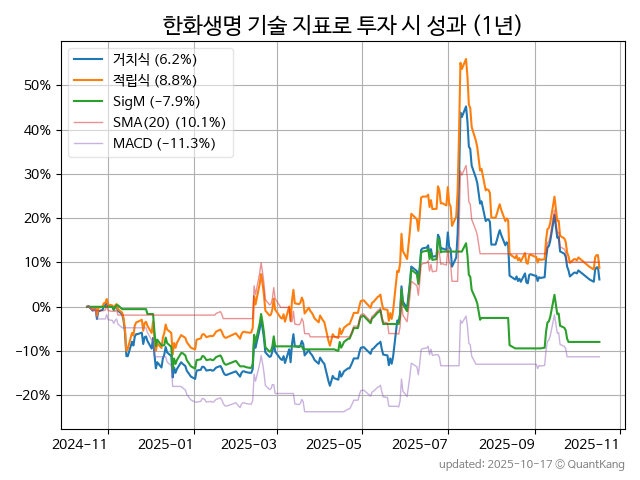 한화생명 기술 지표로 투자 시 성과 (1년)
거치식 (6.2%)
적립식 (8.8%)
SigM (−7.9%)
SMA(20) (10.1%)
MACD (−11.3%)
50%
40%
30%
20%
10%
0%
−10%
−20%
2024-11
2025-01
2025-03
2025-05
2025-07
2025-09
2025-11
updated: 2025-10-17 © QuantKang